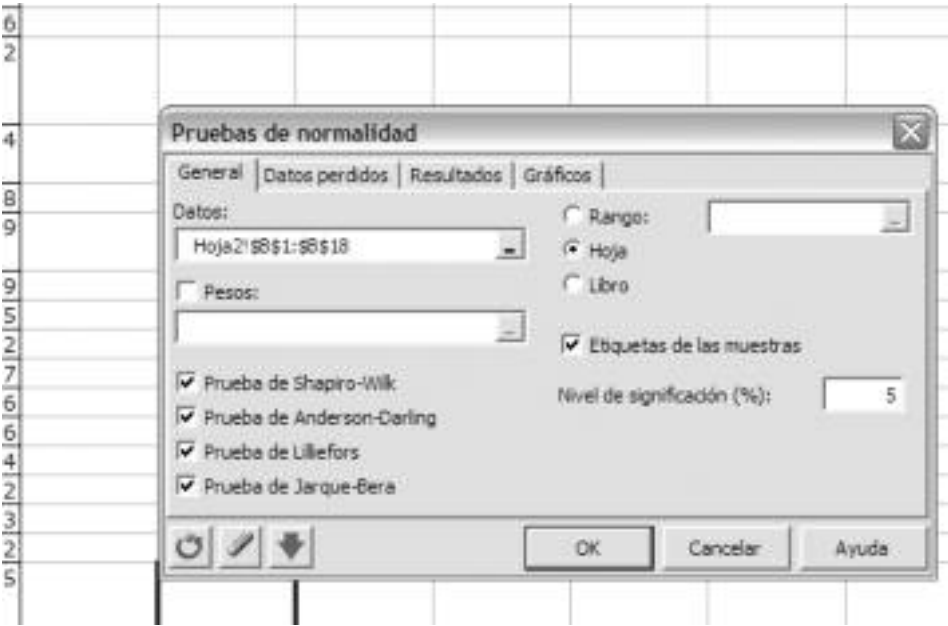 6
2
4
8
9
9
5
2
7
6
6
4
2
3
2
5
Pruebas de normalidad
General Datos perdidos Resultados Gráficos
Datos:
Hoja2'!$B$1:$B$18
Pesos:
Prueba de Shapiro-Wilk
Prueba de Anderson-Darling
Prueba de Lilliefors
Prueba de Jarque-Bera
Rango:
Hoja
Libro
Etiquetas de las muestras
Nivel de significación (%): 5
OK Cancelar Ayuda